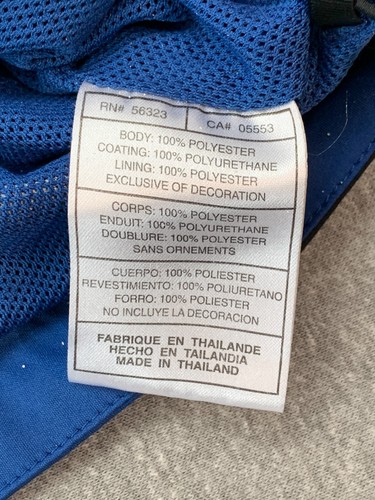 RN# 56323
CA# 05553
BODY: 100% POLYESTER
COATING: 100% POLYURETHANE
LINING: 100% POLYESTER
EXCLUSIVE OF DECORATION
CORPS: 100% POLYESTER
ENDUIT: 100% POLYURETHANE
DOUBLURE: 100% POLYESTER
SANS ORNEMENTS
CUERPO: 100% POLIESTER
REVESTIMIENTO: 100% POLIURETANO
FORRO: 100% POLIESTER
NO INCLUYE LA DECORACION
FABRIQUE EN THAILANDE
HECHO EN TAILANDIA
MADE IN THAILAND